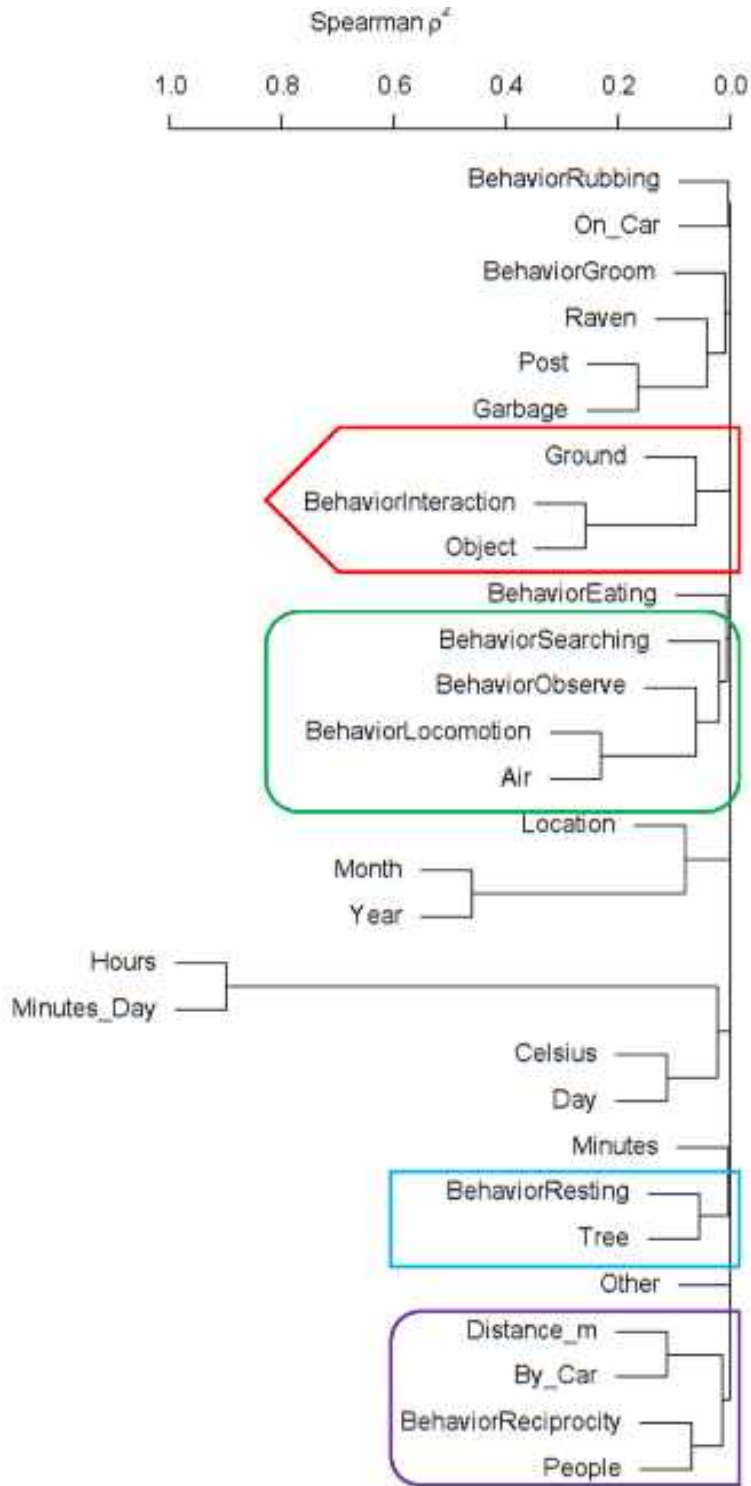 Spearman ρ²
1.0 0.8 0.6 0.4 0.2 0.0
BehaviorRubbing
On_Car
BehaviorGroom
Raven
Post
Garbage
Ground
BehaviorInteraction
Object
BehaviorEating
BehaviorSearching
BehaviorObserve
BehaviorLocomotion
Air
Location
Month
Year
Hours
Minutes_Day
Celsius
Day
Minutes
BehaviorResting
Tree
Other
Distance_m
By_Car
BehaviorReciprocity
People